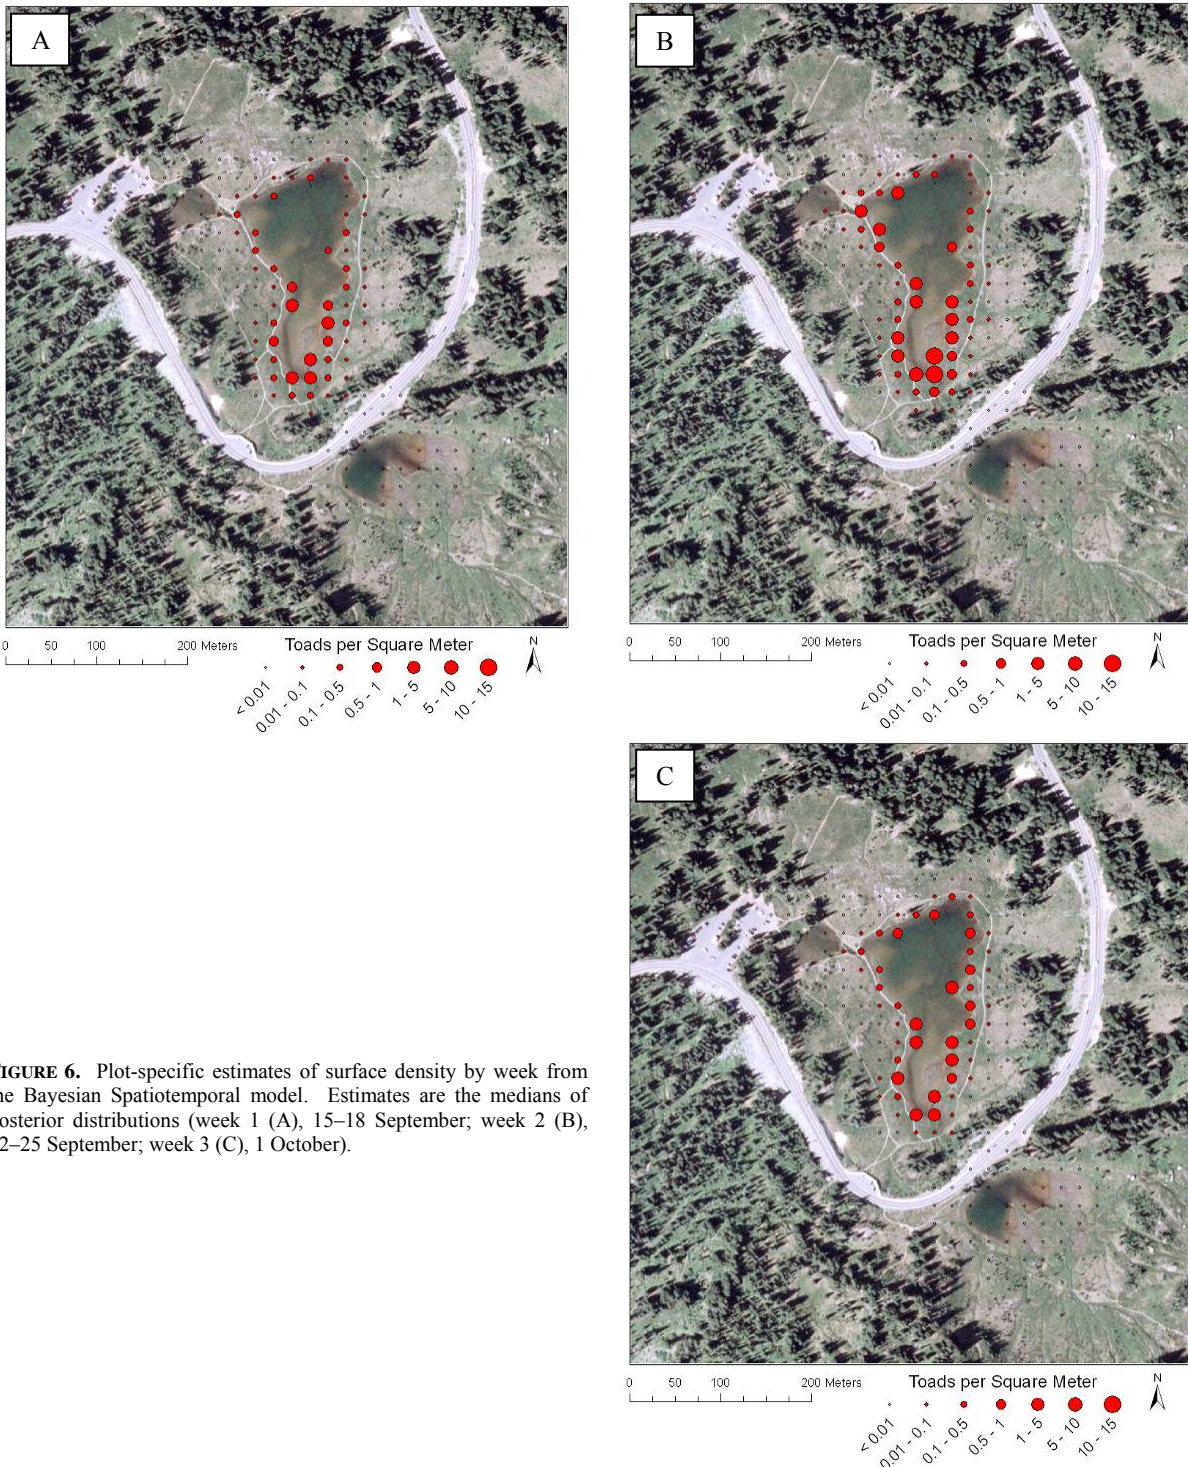 A
0 50 100 200 Meters
Toads per Square Meter
N
< 0.01
0.01 - 0.1
0.1 - 0.5
0.5 - 1
1 - 5
5 - 10
10 - 15
B
0 50 100 200 Meters
Toads per Square Meter
N
< 0.01
0.01 - 0.1
0.1 - 0.5
0.5 - 1
1 - 5
5 - 10
10 - 15
C
0 50 100 200 Meters
Toads per Square Meter
N
< 0.01
0.01 - 0.1
0.1 - 0.5
0.5 - 1
1 - 5
5 - 10
10 - 15
IGURE 6. Plot-specific estimates of surface density by week from
he Bayesian Spatiotemporal model. Estimates are the medians of
osterior distributions (week 1 (A), 15–18 September; week 2 (B),
2–25 September; week 3 (C), 1 October).